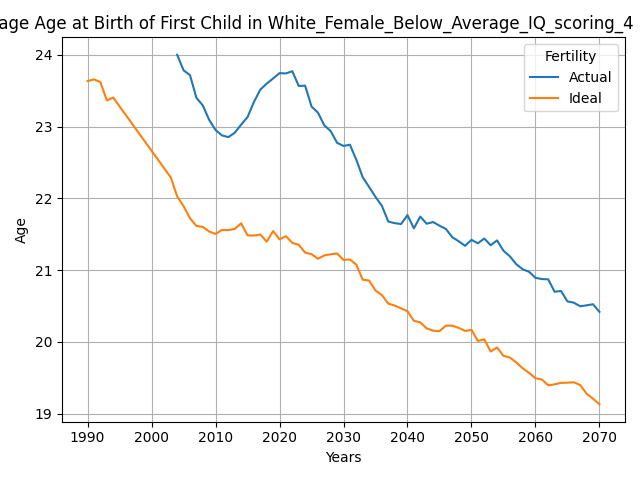 age Age at Birth of First Child in White_Female_Below_Average_IQ_scoring_4
Fertility
Actual
Ideal
24
23
22
21
20
19
Age
1990 2000 2010 2020 2030 2040 2050 2060 2070
Years